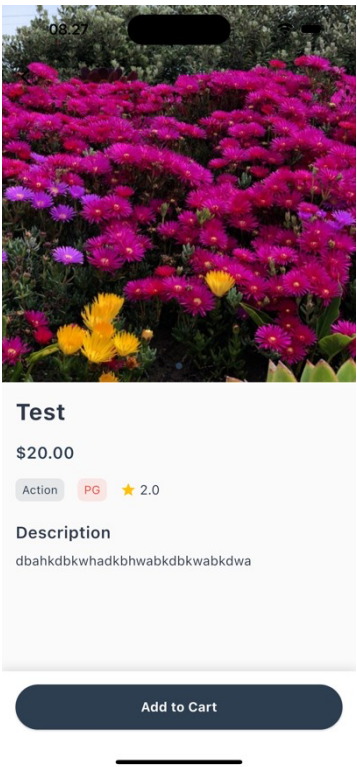 08.27
Test
$20.00
Action PG 2.0
Description
dbahkdbkwhadkbhwabkdbkwabkdwa
Add to Cart